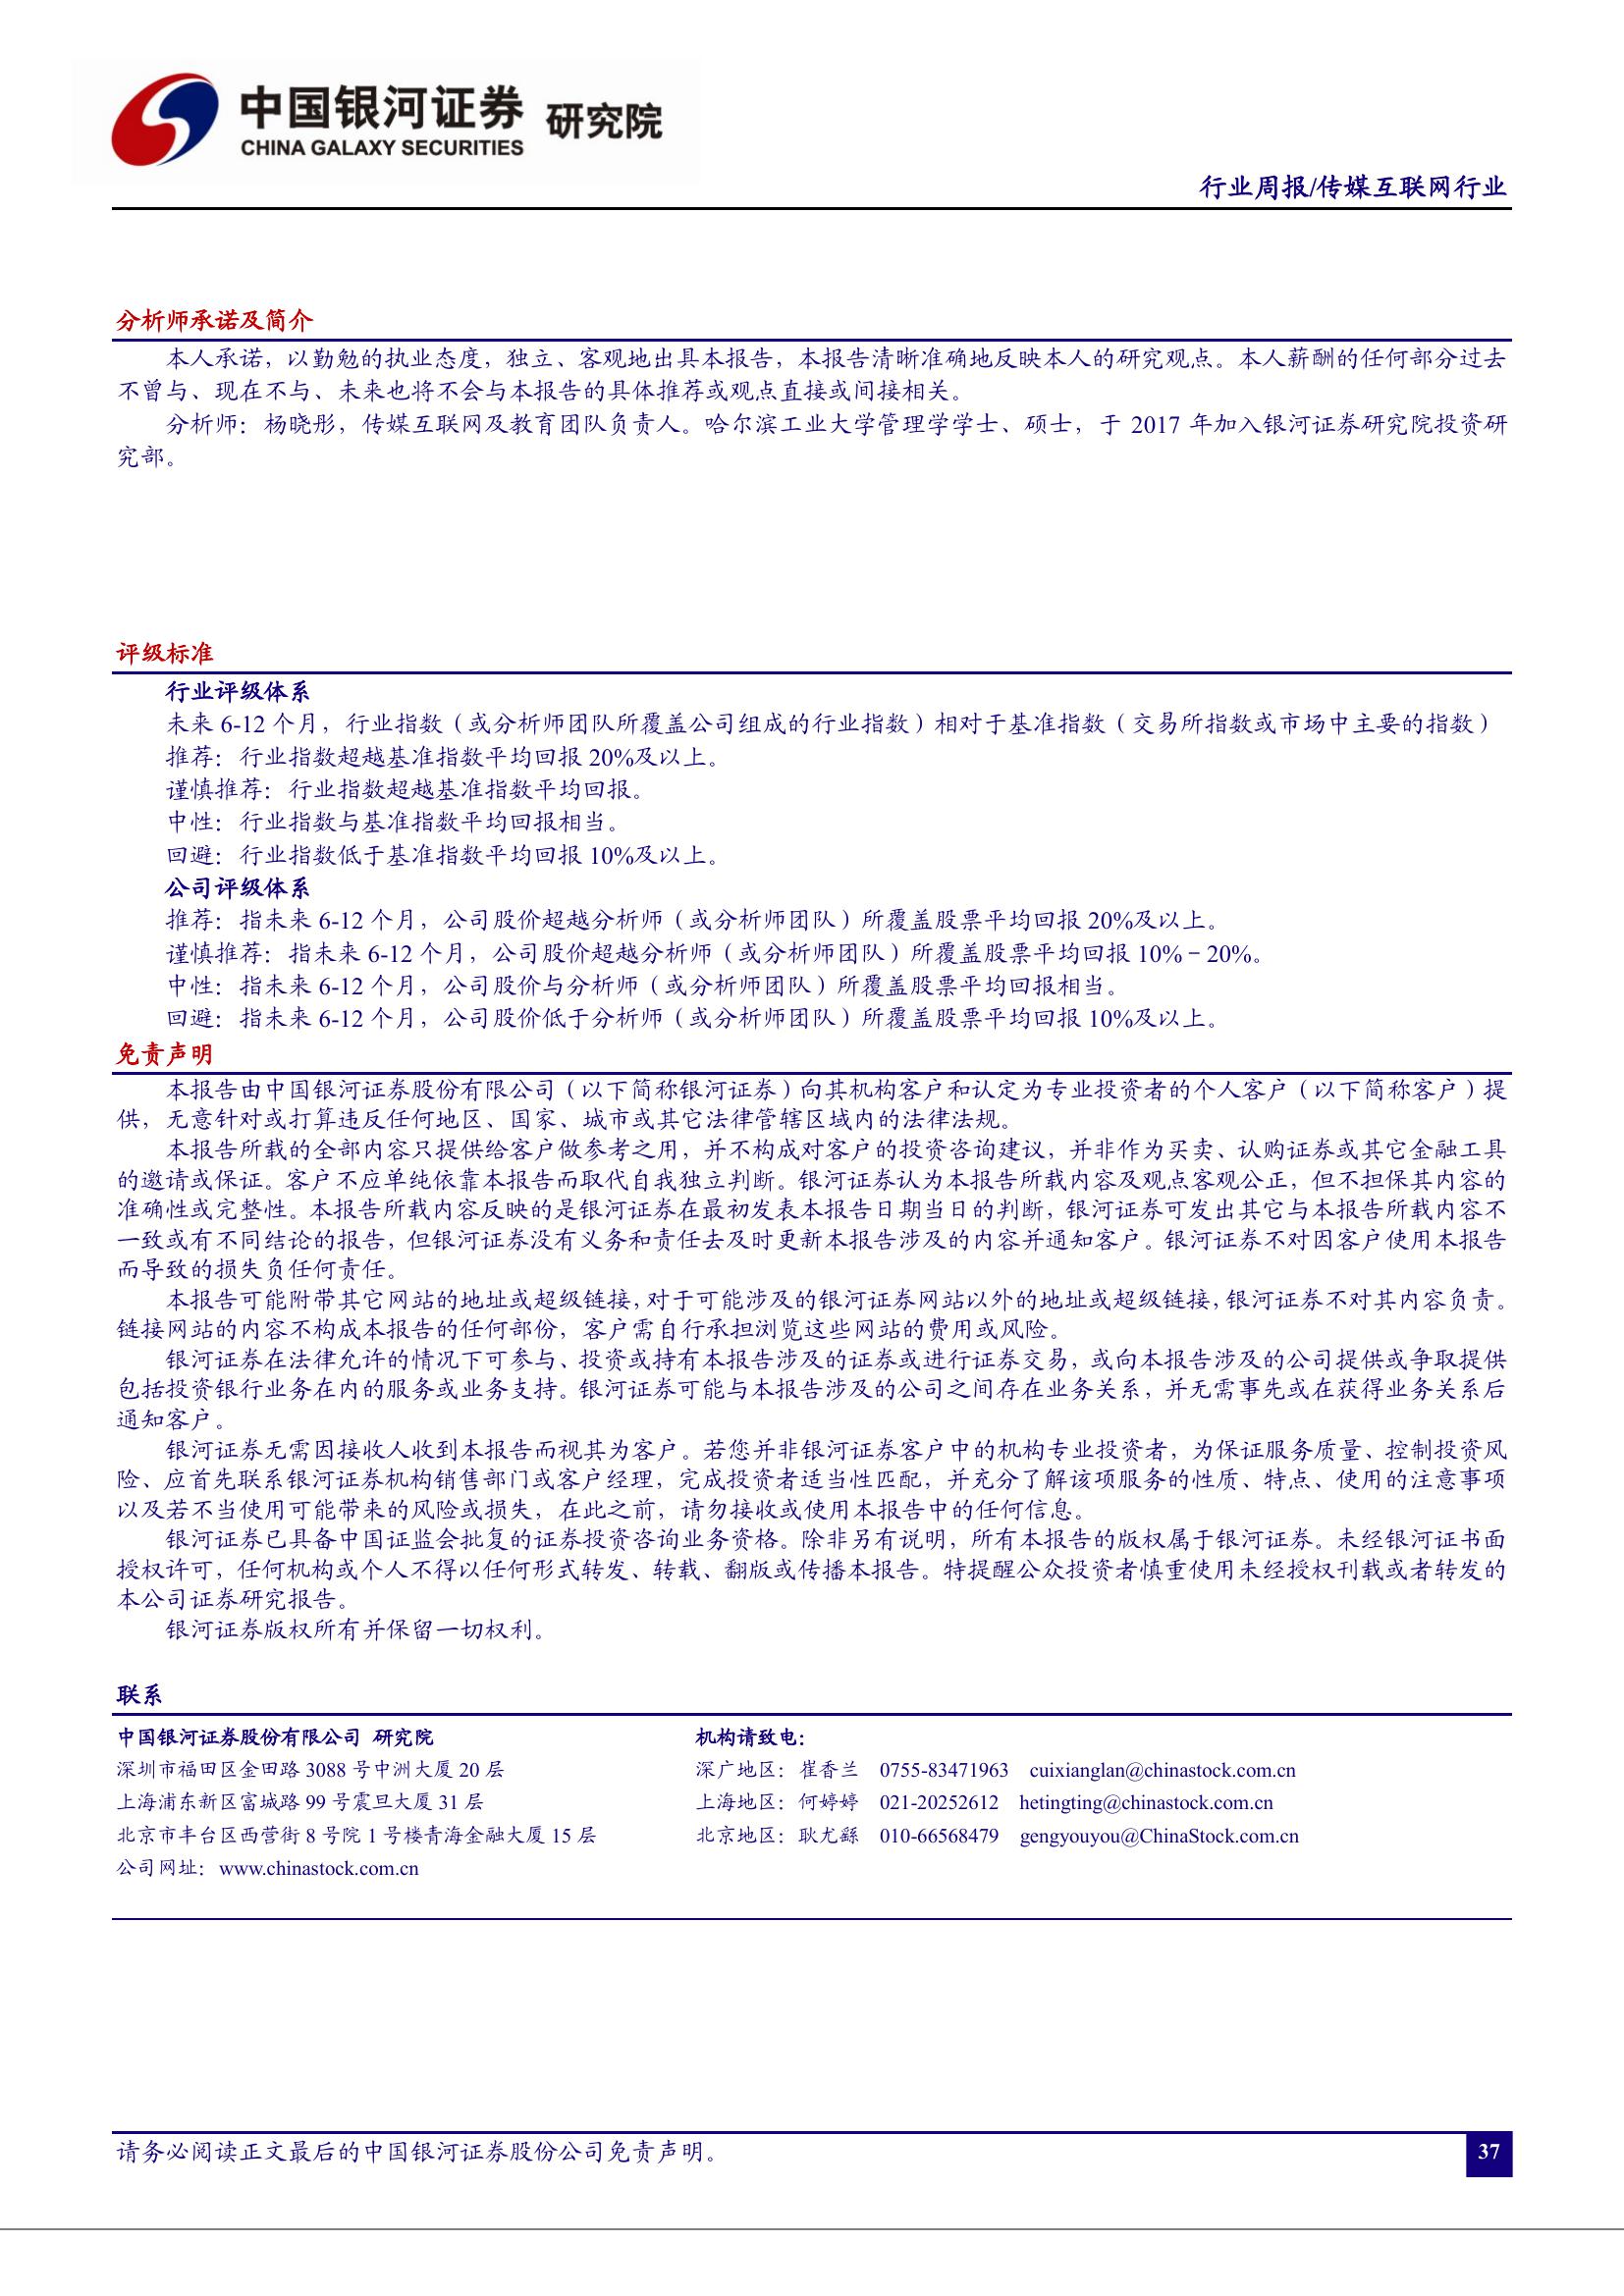 中国银河证券 研究院
CHINA GALAXY SECURITIES
行业周报/传媒互联网行业
分析师承诺及简介
本人承诺，以勤勉的执业态度，独立、客观地出具本报告，本报告清晰准确地反映本人的研究观点。本人薪酬的任何部分过去
不曾与、现在不与、未来也将不会与本报告的具体推荐或观点直接或间接相关。
分析师：杨晓彤，传媒互联网及教育团队负责人。哈尔滨工业大学管理学学士、硕士，于 2017 年加入银河证券研究院投资研
究部。
评级标准
行业评级体系
未来 6-12 个月，行业指数（或分析师团队所覆盖公司组成的行业指数）相对于基准指数（交易所指数或市场中主要的指数）
推荐：行业指数超越基准指数平均回报 20%及以上。
谨慎推荐：行业指数超越基准指数平均回报。
中性：行业指数与基准指数平均回报相当。
回避：行业指数低于基准指数平均回报 10%及以上。
公司评级体系
推荐：指未来 6-12 个月，公司股价超越分析师（或分析师团队）所覆盖股票平均回报 20%及以上。
谨慎推荐：指未来 6-12 个月，公司股价超越分析师（或分析师团队）所覆盖股票平均回报 10%－20%。
中性：指未来 6-12 个月，公司股价与分析师（或分析师团队）所覆盖股票平均回报相当。
回避：指未来 6-12 个月，公司股价低于分析师（或分析师团队）所覆盖股票平均回报 10%及以上。
免责声明
本报告由中国银河证券股份有限公司（以下简称银河证券）向其机构客户和认定为专业投资者的个人客户（以下简称客户）提
供，无意针对或打算违反任何地区、国家、城市或其它法律管辖区域内的法律法规。
本报告所载的全部内容只提供给客户做参考之用，并不构成对客户的投资咨询建议，并非作为买卖、认购证券或其它金融工具
的邀请或保证。客户不应单纯依靠本报告而取代自我独立判断。银河证券认为本报告所载内容及观点客观公正，但不担保其内容的
准确性或完整性。本报告所载内容反映的是银河证券在最初发表本报告日期当日的判断，银河证券可发出其它与本报告所载内容不
一致或有不同结论的报告，但银河证券没有义务和责任去及时更新本报告涉及的内容并通知客户。银河证券不对因客户使用本报告
而导致的损失负任何责任。
本报告可能附带其它网站的地址或超级链接，对于可能涉及的银河证券网站以外的地址或超级链接，银河证券不对其内容负责。
链接网站的内容不构成本报告的任何部份，客户需自行承担浏览这些网站的费用或风险。
银河证券在法律允许的情况下可参与、投资或持有本报告涉及的证券或进行证券交易，或向本报告涉及的公司提供或争取提供
包括投资银行业务在内的服务或业务支持。银河证券可能与本报告涉及的公司之间存在业务关系，并无需事先或在获得业务关系后
通知客户。
银河证券无需因接收人收到本报告而视其为客户。若您并非银河证券客户中的机构专业投资者，为保证服务质量、控制投资风
险、应首先联系银河证券机构销售部门或客户经理，完成投资者适当性匹配，并充分了解该项服务的性质、特点、使用的注意事项
以及若不当使用可能带来的风险或损失，在此之前，请勿接收或使用本报告中的任何信息。
银河证券已具备中国证监会批复的证券投资咨询业务资格。除非另有说明，所有本报告的版权属于银河证券。未经银河证书面
授权许可，任何机构或个人不得以任何形式转发、转载、翻版或传播本报告。特提醒公众投资者慎重使用未经授权刊载或者转发的
本公司证券研究报告。
银河证券版权所有并保留一切权利。
联系
中国银河证券股份有限公司 研究院 机构请致电：
深圳市福田区金田路 3088 号中洲大厦 20 层 深广地区：崔香兰 0755-83471963 cuixianglan@chinastock.com.cn
上海浦东新区富城路 99 号震旦大厦 31 层 上海地区：何婷婷 021-20252612 hetingting@chinastock.com.cn
北京市丰台区西营街 8 号院 1 号楼青海金融大厦 15 层 北京地区：耿尤繇 010-66568479 gengyouyou@ChinaStock.com.cn
公司网址：www.chinastock.com.cn
请务必阅读正文最后的中国银河证券股份公司免责声明。 37